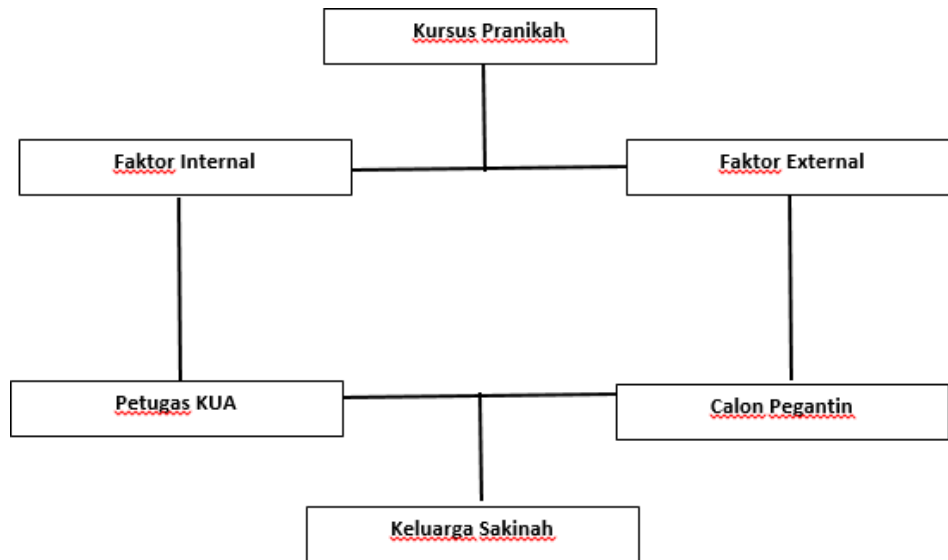 Kursus Pranikah
Faktor Internal
Faktor External
Petugas KUA
Calon Pegantin
Keluarga Sakinah